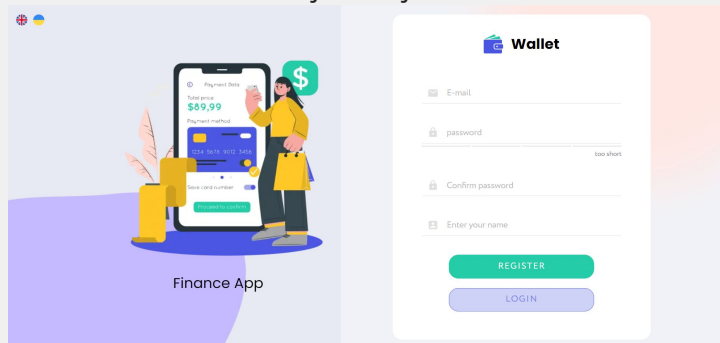 Payment Data
Total price
$89,99
Payment method
1234 5678 9012 3456
Save card number
Proceed to confirm
$
Finance App
Wallet
E-mail
password
too short
Confirm password
Enter your name
REGISTER
LOGIN